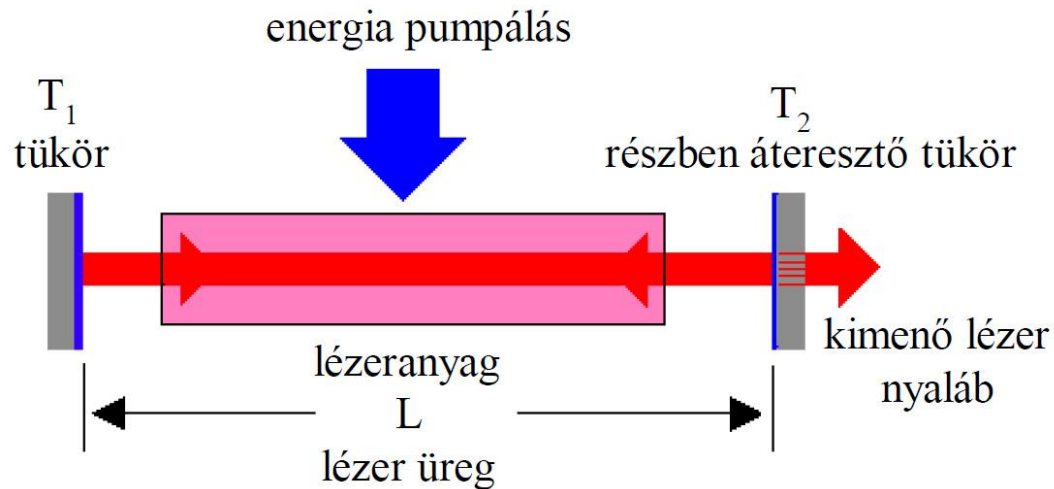 energia pumpálás
T1
tükör
T2
részben áteresztő tükör
kimenő lézer
nyaláb
lézeranyag
L
lézer üreg